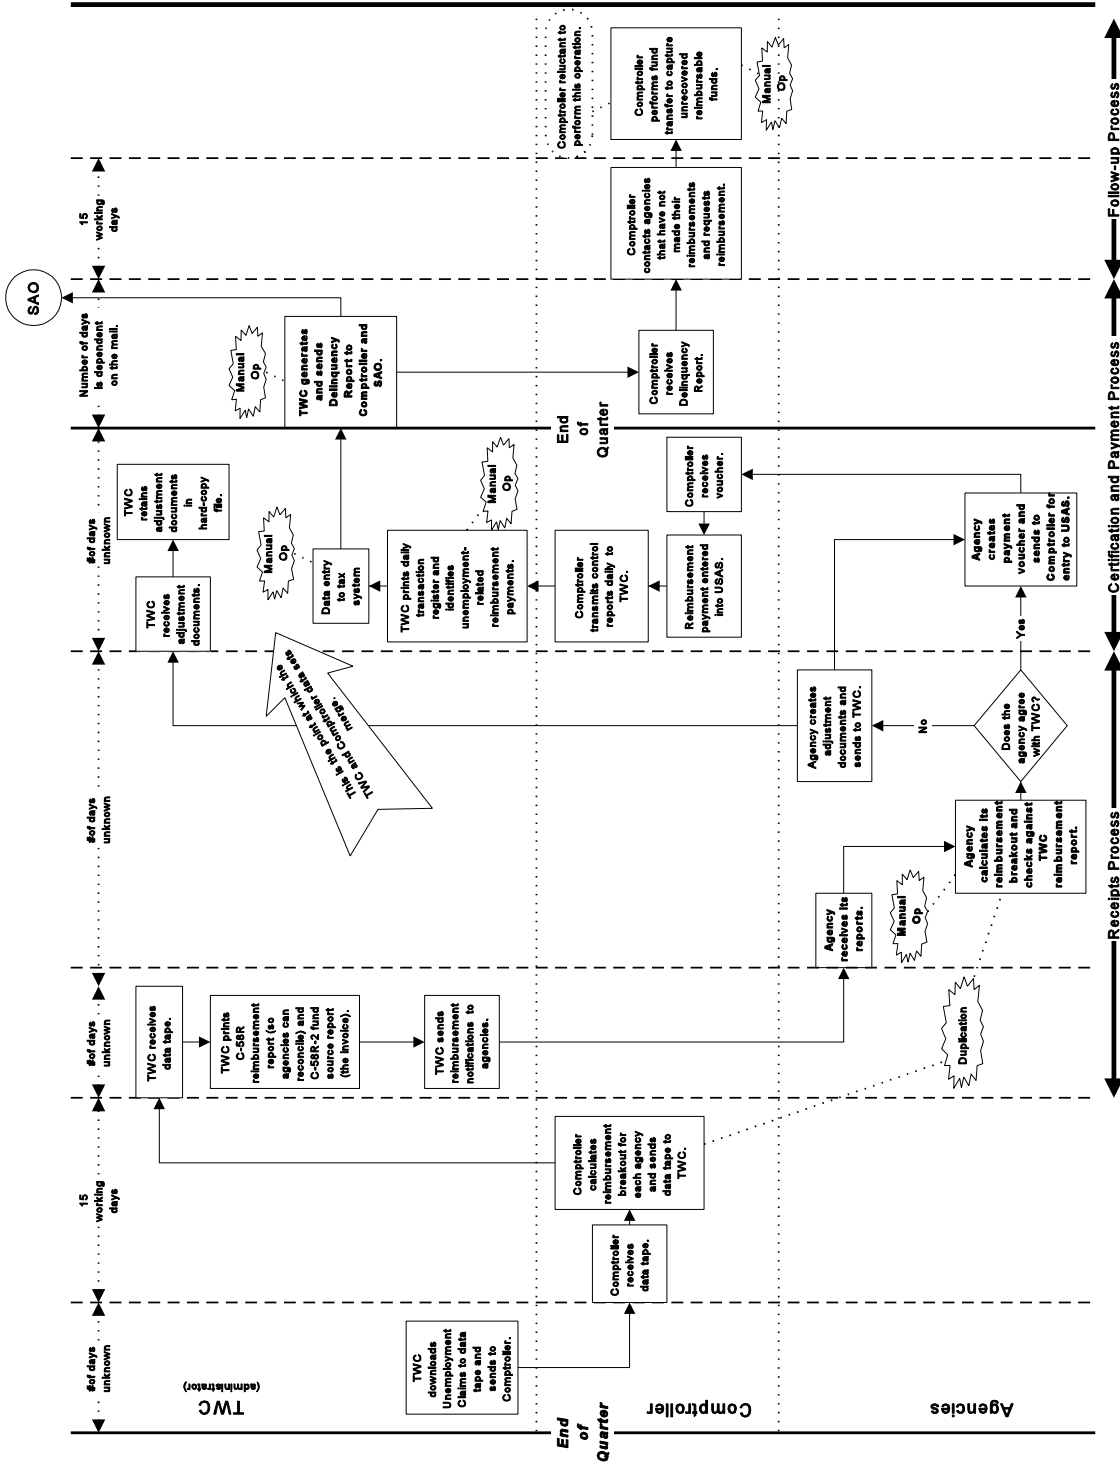 #of days
unknown
15
working
days
#of days
unknown
#of days
unknown
#of days
unknown
Number of days
is dependent
on the mail.
15
working
days
SAO
TWC
(administrator)
TWC
downloads
Unemployment
Claims to data
tape and
sends to
Comptroller.
TWC receives
data tape.
TWC prints
C-58R
reimbursement
report (so
agencies can
reconcile) and
C-58R-2 fund
source report
(the invoice).
TWC sends
reimbursement
notifications to
agencies.
This is the point at which the
TWC and Comptroller data sets
merge.
TWC
receives
adjustment
documents.
TWC
retains
adjustment
documents
in
hard-copy
file.
Data entry
to tax
system
Manual
Op
TWC prints daily
transaction
register and
identifies
unemployment-
related
reimbursement
payments.
Manual
Op
TWC generates
and sends
Delinquency
Report to
Comptroller and
SAO.
Manual
Op
End
of
Quarter
Comptroller
Comptroller
receives
data tape.
Comptroller
calculates
reimbursement
breakout for
each agency
and sends
data tape to
TWC.
Comptroller
transmits control
reports daily to
TWC.
Reimbursement
payment entered
into USAS.
Comptroller
receives
voucher.
End
of
Quarter
Comptroller
receives
Delinquency
Report.
Comptroller
contacts agencies
that have not
made their
reimbursements
and requests
reimbursement.
Comptroller reluctant to
perform this operation.
Comptroller
performs fund
transfer to capture
unrecovered
reimbursable
funds.
Manual
Op
Agencies
Duplication
Agency
receives its
reports.
Manual
Op
Agency
calculates its
reimbursement
breakout and
checks against
TWC
reimbursement
report.
Does the
agency agree
with TWC?
No
Yes
Agency creates
adjustment
documents and
sends to TWC.
Agency
creates
payment
voucher and
sends to
Comptroller for
entry to USAS.
Receipts Process
Certification and Payment Process
Follow-up Process